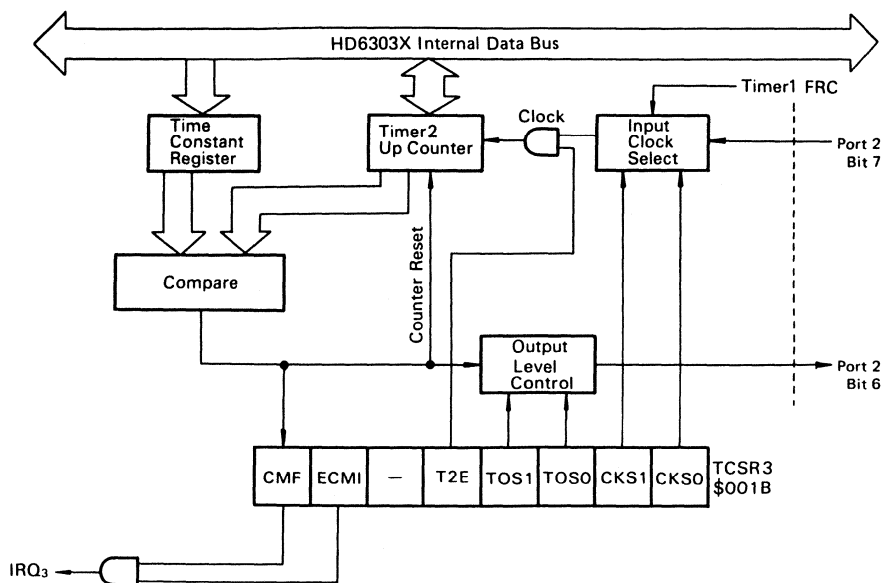 HD6303X Internal Data Bus
Timer1 FRC
Time
Constant
Register
Timer2
Up Counter
Clock
Input
Clock
Select
Port 2
Bit 7
Compare
Counter Reset
Output
Level
Control
Port 2
Bit 6
CMF ECMI — T2E TOS1 TOS0 CKS1 CKS0
TCSR3
$001B
IRQ₃